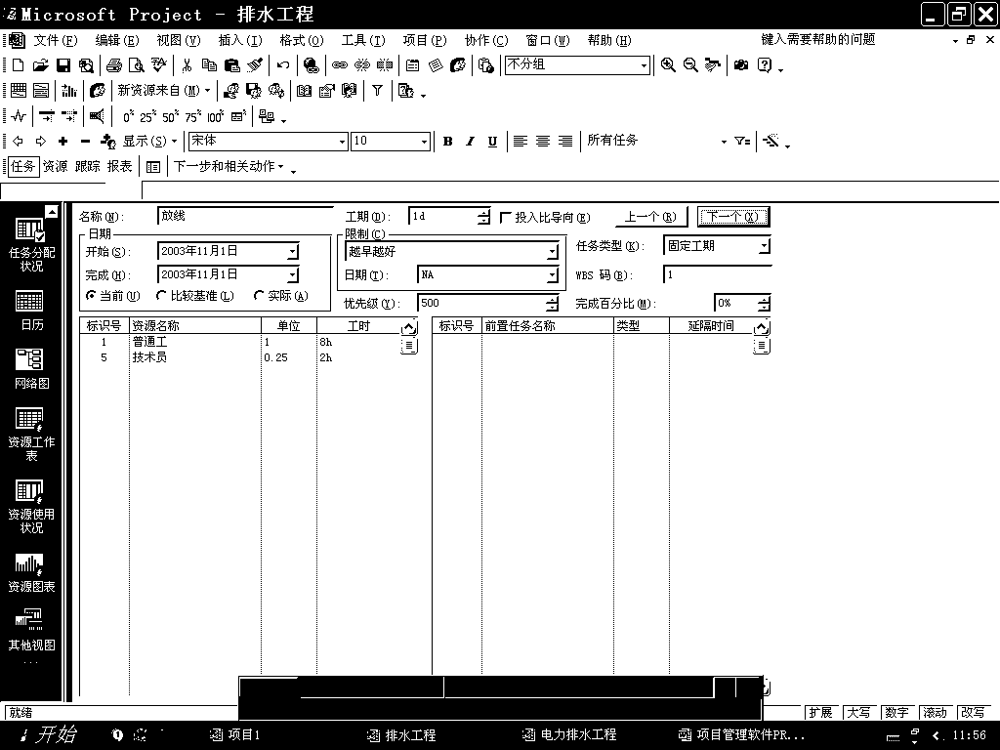 Microsoft Project - 排水工程
文件(F) 编辑(E) 视图(V) 插入(I) 格式(O) 工具(T) 项目(P) 协作(C) 窗口(W) 帮助(H) 键入需要帮助的问题
不分组
新资源来自(M)
0% 25% 50% 75% 100%
显示(S) 宋体 10 B I U 所有任务
任务 资源 跟踪 报表 下一步和相关动作
名称(N): 放线 工期(D): 1d 投入比导向(E) 上一个(R) 下一个(X)
日期 限制(C)
开始(S): 2003年11月1日 越早越好 任务类型(K): 固定工期
完成(H): 2003年11月1日 日期(T): NA WBS 码(B): 1
当前(U) 比较基准(L) 实际(A) 优先级(Y): 500 完成百分比(M): 0%
标识号 资源名称 单位 工时 标识号 前置任务名称 类型 延隔时间
1 普通工 1 8h
5 技术员 0.25 2h
任务分配
状况
日历
网络图
资源工作
表
资源使用
状况
资源图表
其他视图
...
就绪 扩展 大写 数字 滚动 改写
开始 项目1 排水工程 电力排水工程 项目管理软件PR... 11:56